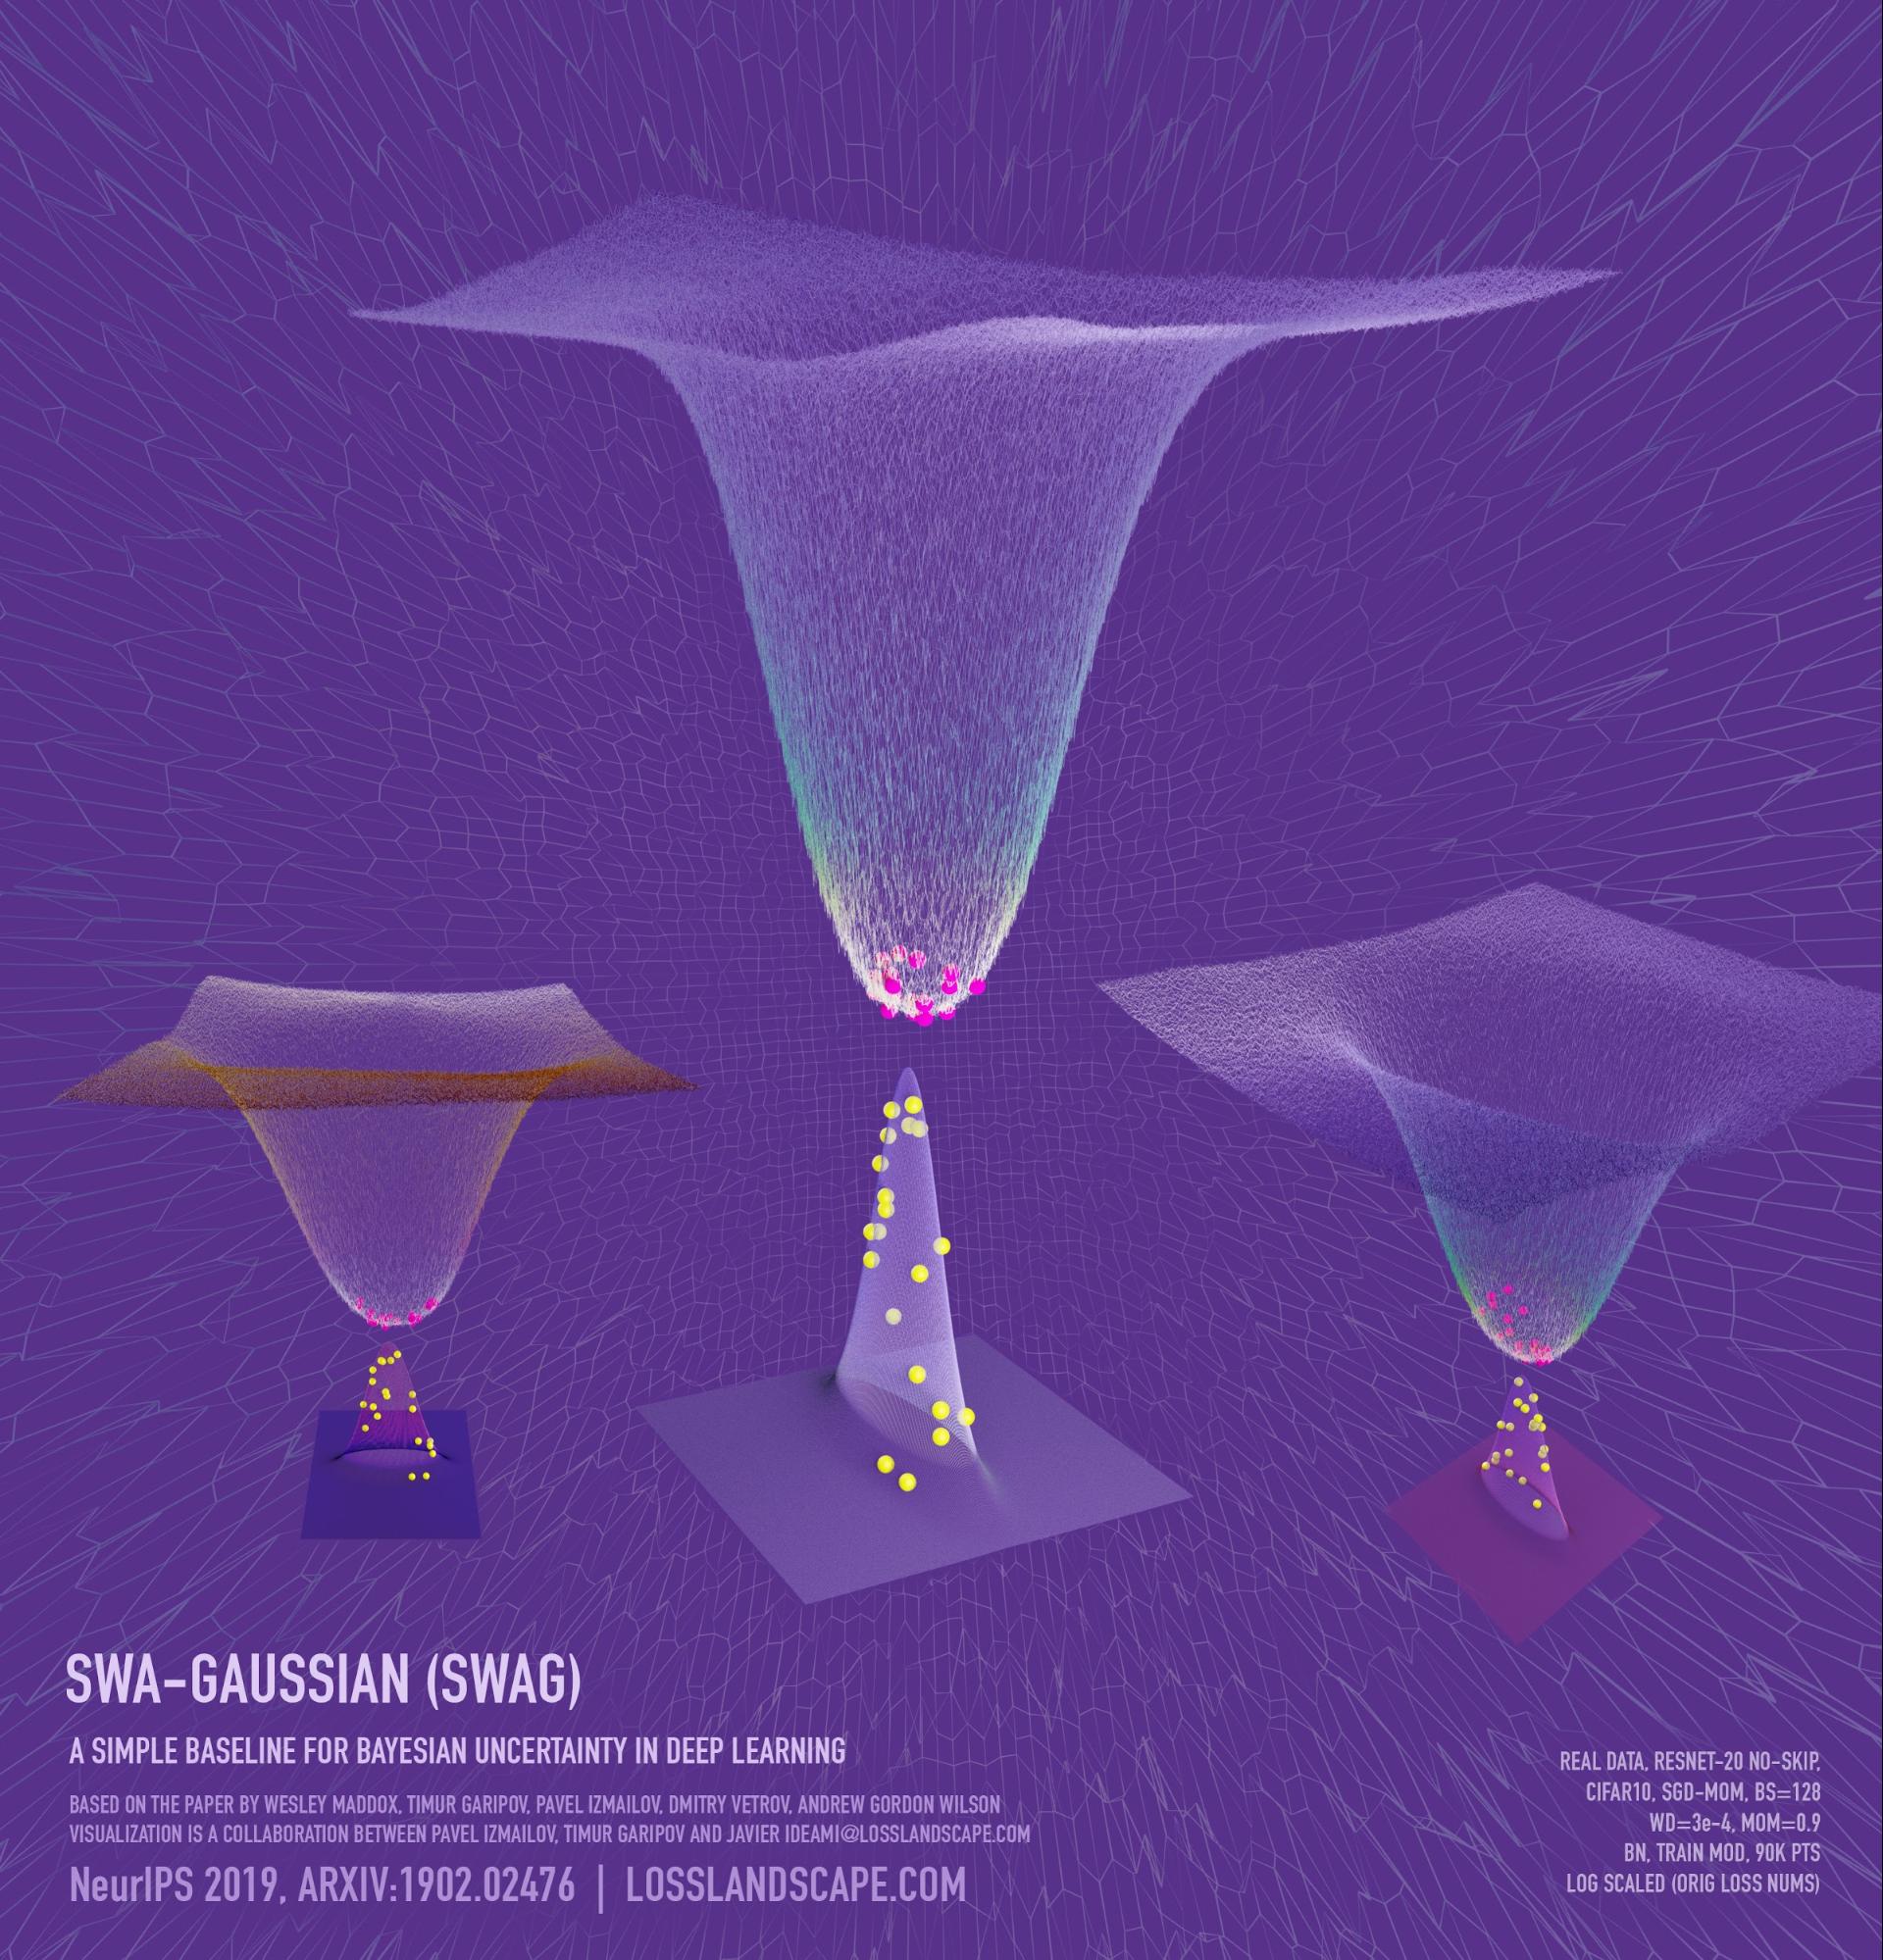 SWA-GAUSSIAN (SWAG)
A SIMPLE BASELINE FOR BAYESIAN UNCERTAINTY IN DEEP LEARNING
BASED ON THE PAPER BY WESLEY MADDOX, TIMUR GARIPOV, PAVEL IZMAILOV, DMITRY VETROV, ANDREW GORDON WILSON
VISUALIZATION IS A COLLABORATION BETWEEN PAVEL IZMAILOV, TIMUR GARIPOV AND JAVIER IDEAMI@LOSSLANDSCAPE.COM
NeurIPS 2019, ARXIV:1902.02476 | LOSSLANDSCAPE.COM
REAL DATA, RESNET-20 NO-SKIP,
CIFAR10, SGD-MOM, BS=128
WD=3e-4, MOM=0.9
BN, TRAIN MOD, 90K PTS
LOG SCALED (ORIG LOSS NUMS)